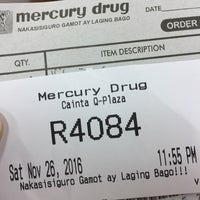 mercury drug
NAKASISIGURO GAMOT AY LAGING BAGO
ORDER
QTY.
ITEM DESCRIPTION
Mercury Drug
Cainta Q-Plaza
R4084
Sat Nov 26, 2016 11:55 PM
Nakasisiguro Gamot ay Laging Bago!!!